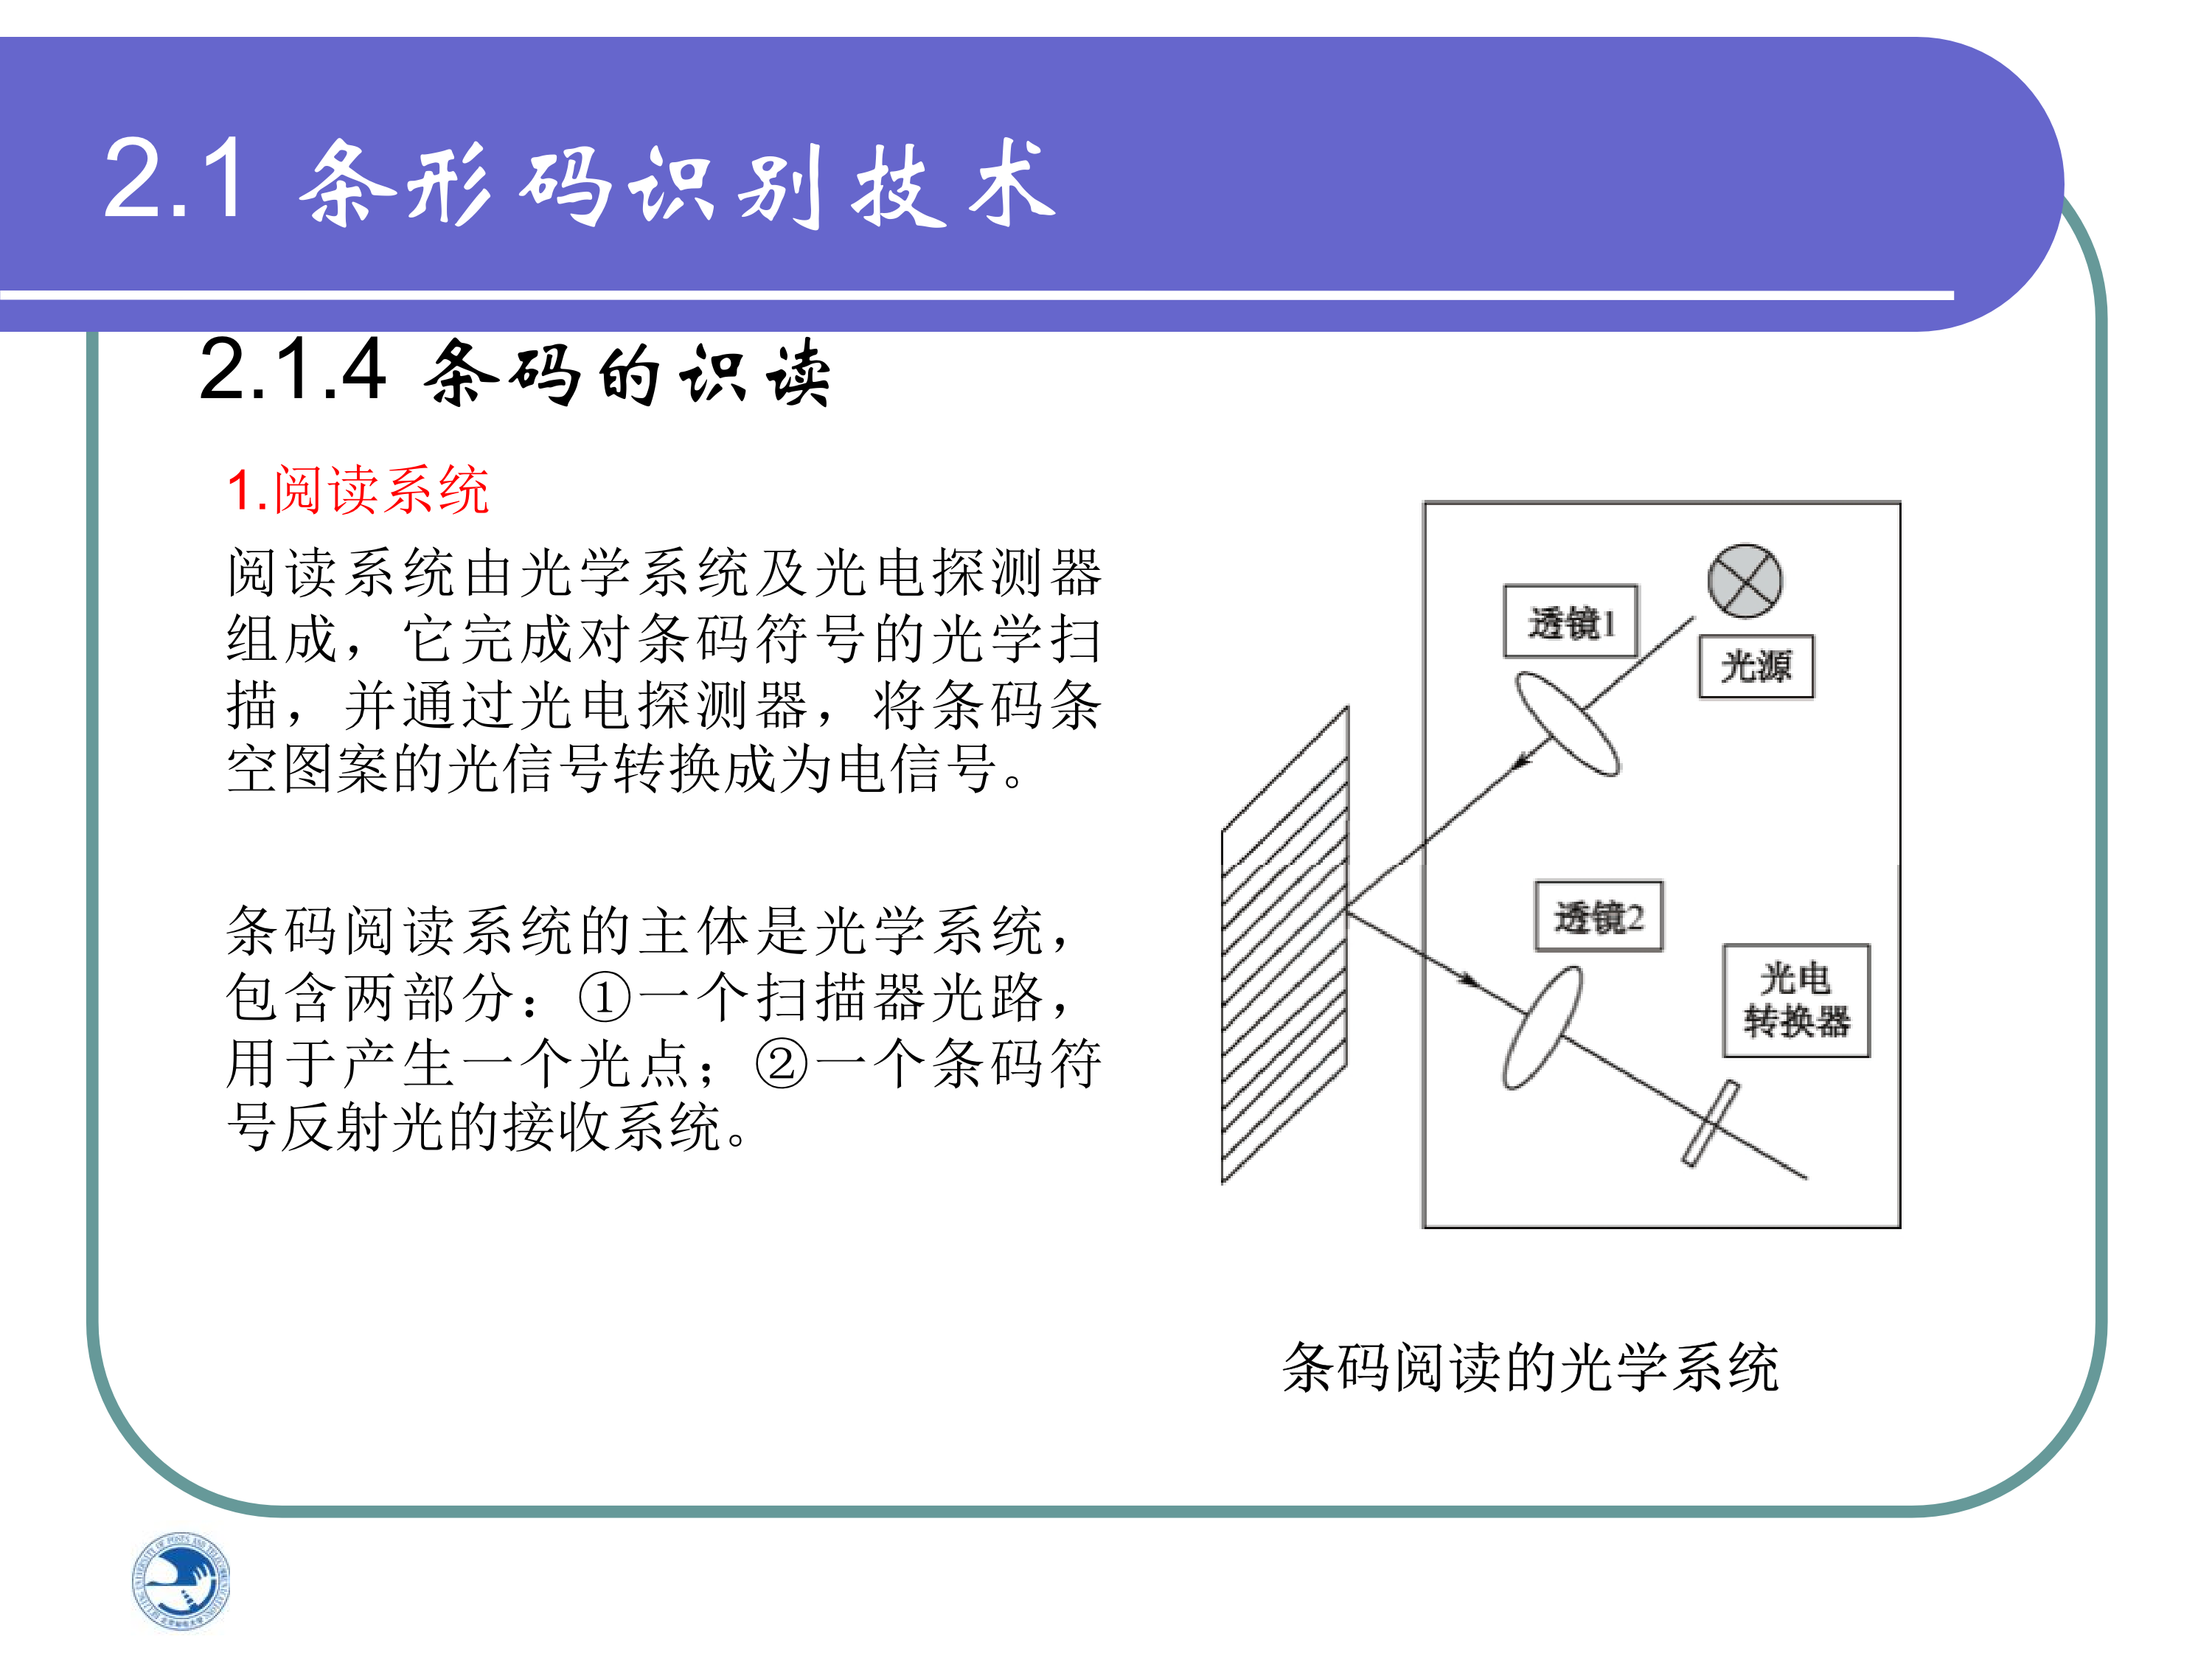 2.1 条形码识别技术
2.1.4 条码的识读
1.阅读系统
阅读系统由光学系统及光电探测器
组成，它完成对条码符号的光学扫
描，并通过光电探测器，将条码条
空图案的光信号转换成为电信号。
条码阅读系统的主体是光学系统，
包含两部分：①一个扫描器光路，
用于产生一个光点；②一个条码符
号反射光的接收系统。
透镜1
光源
透镜2
光电
转换器
条码阅读的光学系统